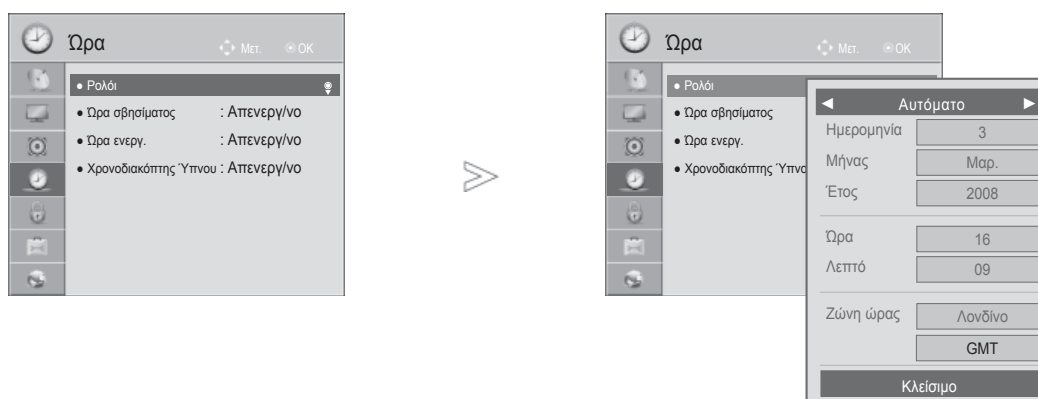 Ώρα Μετ. OK
● Ρολόι
● Ώρα σβησίματος : Απενεργ/νο
● Ώρα ενεργ. : Απενεργ/νο
● Χρονοδιακόπτης Ύπνου : Απενεργ/νο
Ώρα Μετ. OK
● Ρολόι
● Ώρα σβησίματος
● Ώρα ενεργ.
● Χρονοδιακόπτης Ύπνο
◄ Αυτόματο ►
Ημερομηνία 3
Μήνας Μαρ.
Έτος 2008
Ώρα 16
Λεπτό 09
Ζώνη ώρας Λονδίνο
GMT
Κλείσιμο